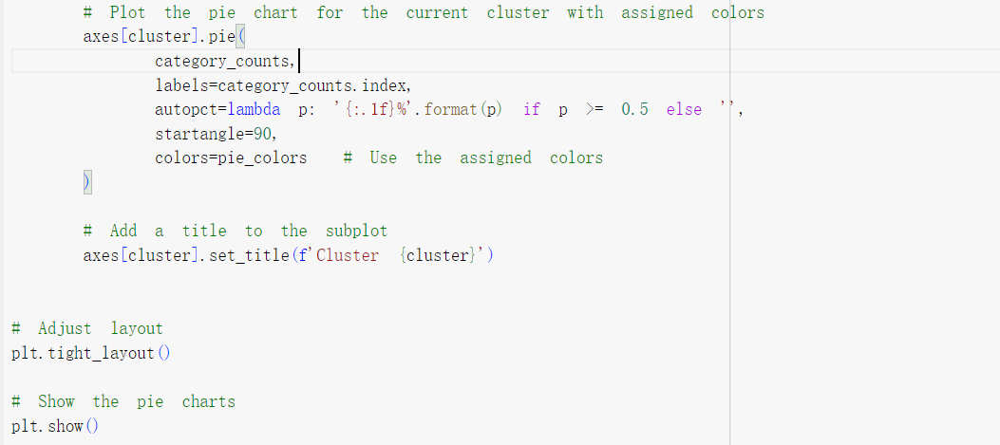 # Plot the pie chart for the current cluster with assigned colors
axes[cluster].pie(
category_counts,
labels=category_counts.index,
autopct=lambda p: '{:.1f}%'.format(p) if p >= 0.5 else '',
startangle=90,
colors=pie_colors # Use the assigned colors
)
# Add a title to the subplot
axes[cluster].set_title(f'Cluster {cluster}')
# Adjust layout
plt.tight_layout()
# Show the pie charts
plt.show()